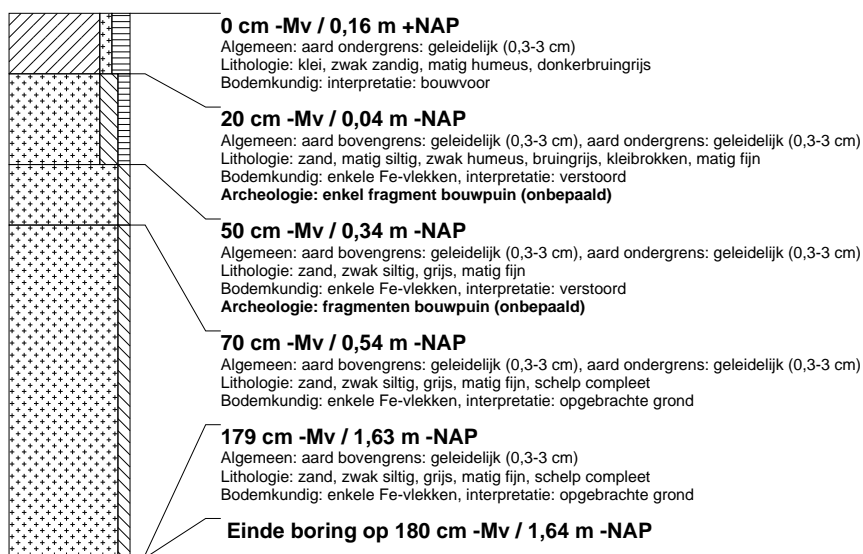 0 cm -Mv / 0,16 m +NAP
Algemeen: aard ondergrens: geleidelijk (0,3-3 cm)
Lithologie: klei, zwak zandig, matig humeus, donkerbruingrijs
Bodemkundig: interpretatie: bouwvoor
20 cm -Mv / 0,04 m -NAP
Algemeen: aard bovengrens: geleidelijk (0,3-3 cm), aard ondergrens: geleidelijk (0,3-3 cm)
Lithologie: zand, matig siltig, zwak humeus, bruingrijs, kleibrokken, matig fijn
Bodemkundig: enkele Fe-vlekken, interpretatie: verstoord
Archeologie: enkel fragment bouwpuin (onbepaald)
50 cm -Mv / 0,34 m -NAP
Algemeen: aard bovengrens: geleidelijk (0,3-3 cm), aard ondergrens: geleidelijk (0,3-3 cm)
Lithologie: zand, zwak siltig, grijs, matig fijn
Bodemkundig: enkele Fe-vlekken, interpretatie: verstoord
Archeologie: fragmenten bouwpuin (onbepaald)
70 cm -Mv / 0,54 m -NAP
Algemeen: aard bovengrens: geleidelijk (0,3-3 cm), aard ondergrens: geleidelijk (0,3-3 cm)
Lithologie: zand, zwak siltig, grijs, matig fijn, schelp compleet
Bodemkundig: enkele Fe-vlekken, interpretatie: opgebrachte grond
179 cm -Mv / 1,63 m -NAP
Algemeen: aard bovengrens: geleidelijk (0,3-3 cm)
Lithologie: zand, zwak siltig, grijs, matig fijn, schelp compleet
Bodemkundig: enkele Fe-vlekken, interpretatie: opgebrachte grond
Einde boring op 180 cm -Mv / 1,64 m -NAP